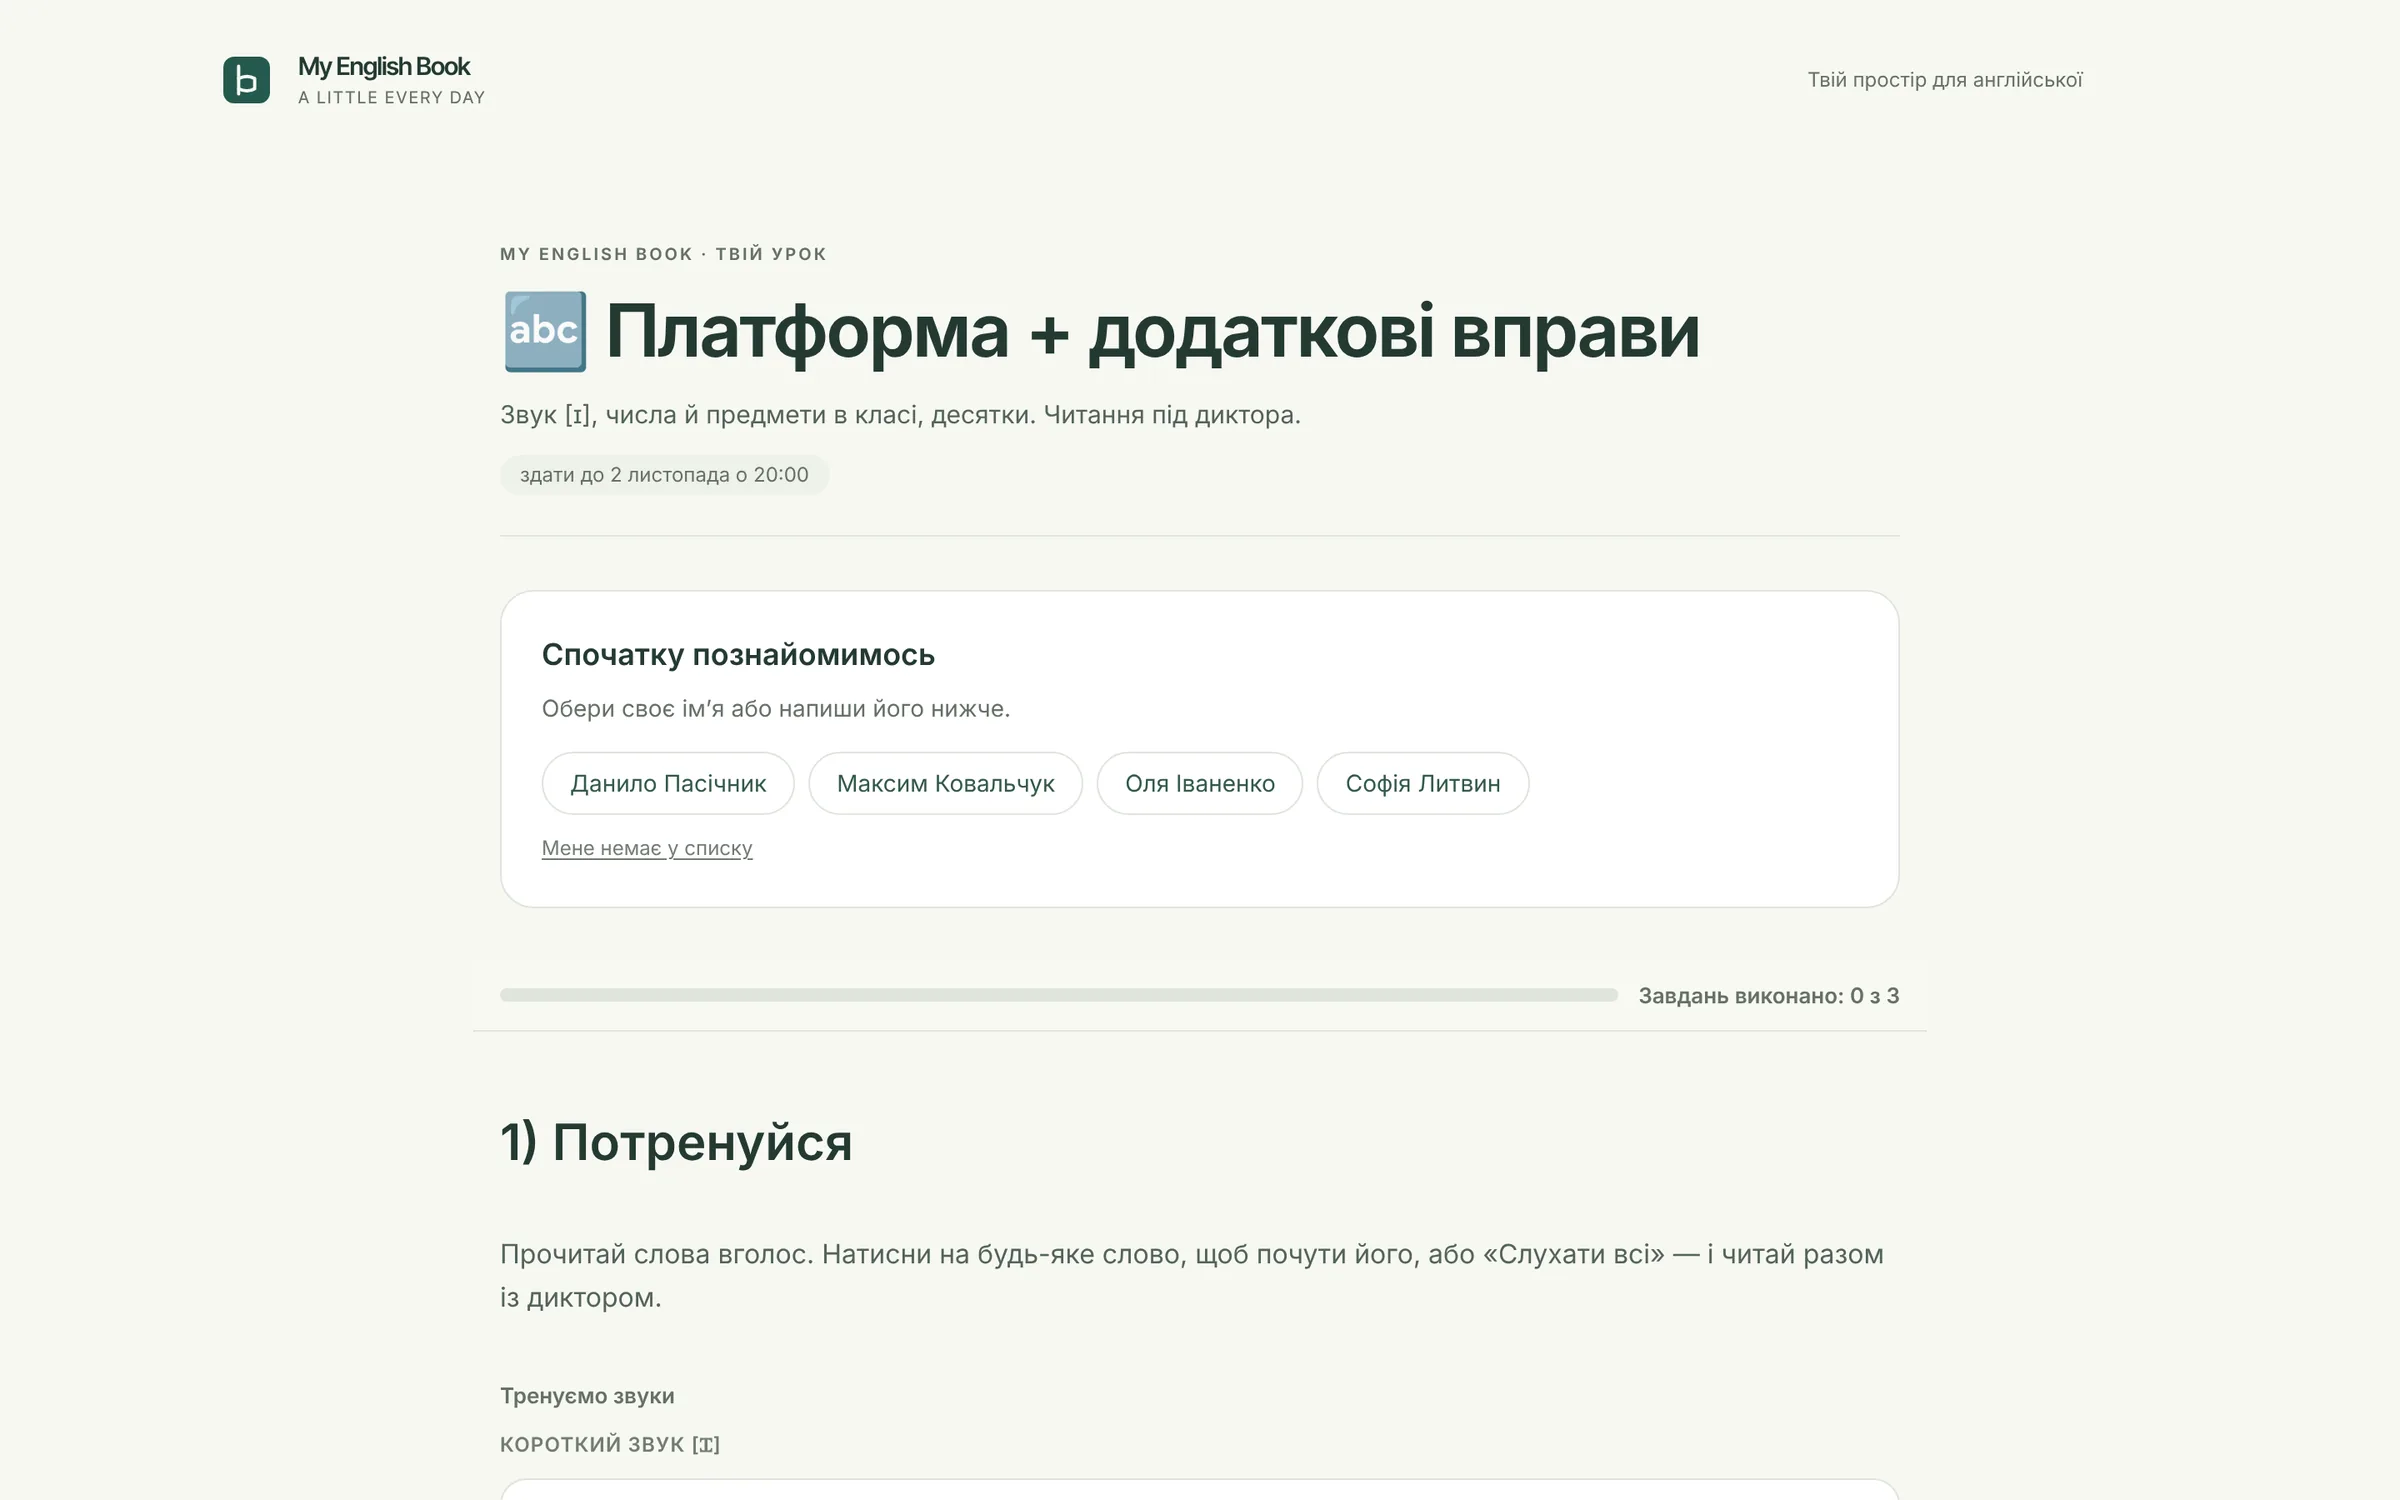 My English Book
A LITTLE EVERY DAY
Твій простір для англійської
MY ENGLISH BOOK · ТВІЙ УРОК
🔤 Платформа + додаткові вправи
Звук [ɪ], числа й предмети в класі, десятки. Читання під диктора.
здати до 2 листопада о 20:00
Спочатку познайомимось
Обери своє ім’я або напиши його нижче.
Данило Пасічник
Максим Ковальчук
Оля Іваненко
Софія Литвин
Мене немає у списку
Завдань виконано: 0 з 3
1) Потренуйся
Прочитай слова вголос. Натисни на будь-яке слово, щоб почути його, або «Слухати всі» — і читай разом
із диктором.
Тренуємо звуки
КОРОТКИЙ ЗВУК [Ɪ]